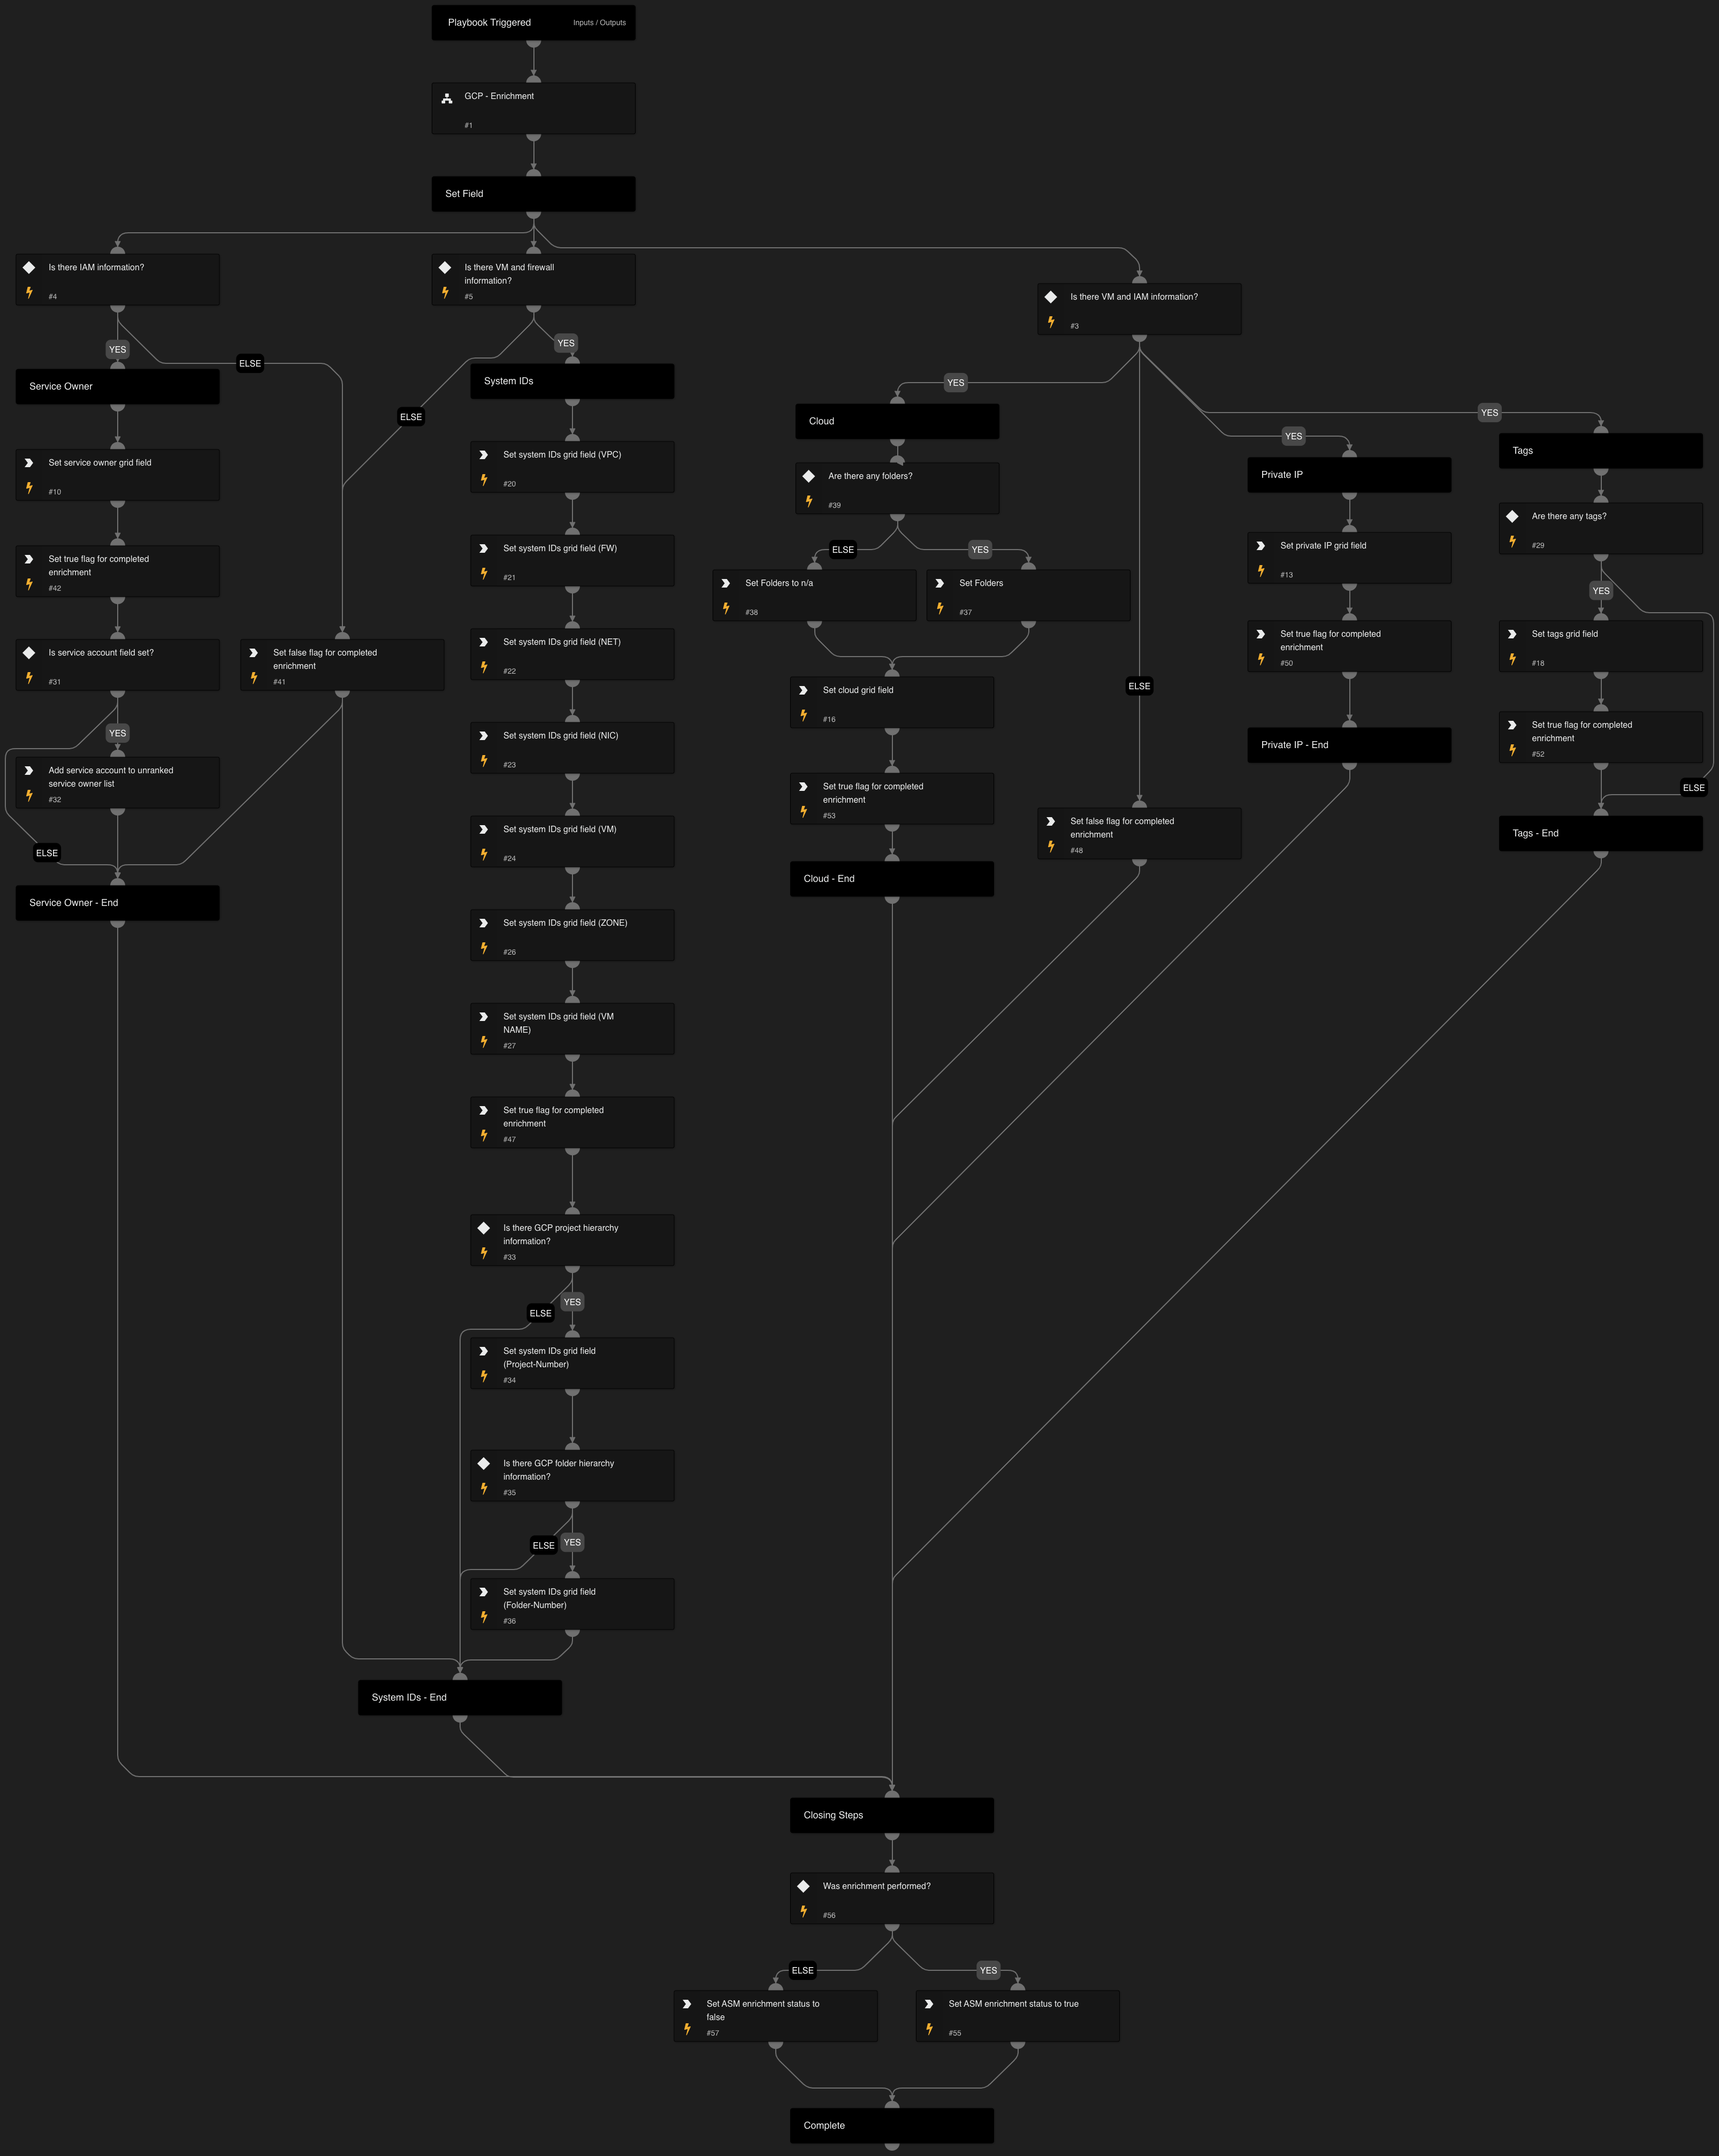 Playbook Triggered
Inputs / Outputs
GCP - Enrichment
#1
Set Field
Is there IAM information?
#4
Is there VM and firewall
information?
#5
Is there VM and IAM information?
#3
YES
ELSE
YES
ELSE
YES
YES
YES
ELSE
Service Owner
Set service owner grid field
#10
Set true flag for completed
enrichment
#42
Is service account field set?
#31
YES
Add service account to unranked
service owner list
#32
ELSE
Service Owner - End
Set false flag for completed
enrichment
#41
System IDs
Set system IDs grid field (VPC)
#20
Set system IDs grid field (FW)
#21
Set system IDs grid field (NET)
#22
Set system IDs grid field (NIC)
#23
Set system IDs grid field (VM)
#24
Set system IDs grid field (ZONE)
#26
Set system IDs grid field (VM
NAME)
#27
Set true flag for completed
enrichment
#47
Is there GCP project hierarchy
information?
#33
YES
ELSE
Set system IDs grid field
(Project-Number)
#34
Is there GCP folder hierarchy
information?
#35
YES
ELSE
Set system IDs grid field
(Folder-Number)
#36
System IDs - End
Cloud
Are there any folders?
#39
ELSE
YES
Set Folders to n/a
#38
Set Folders
#37
Set cloud grid field
#16
Set true flag for completed
enrichment
#53
Cloud - End
Set false flag for completed
enrichment
#48
Private IP
Set private IP grid field
#13
Set true flag for completed
enrichment
#50
Private IP - End
Tags
Are there any tags?
#29
YES
Set tags grid field
#18
Set true flag for completed
enrichment
#52
ELSE
Tags - End
Closing Steps
Was enrichment performed?
#56
ELSE
YES
Set ASM enrichment status to
false
#57
Set ASM enrichment status to true
#55
Complete